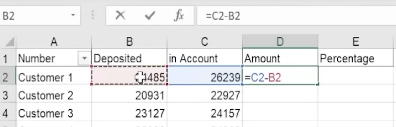 B2 fx =C2-B2
A B C D E
1 Number Deposited in Account Amount Percentage
2 Customer 1 26239 =C2-B2
3 Customer 2 20931 22927
4 Customer 3 23127 24157